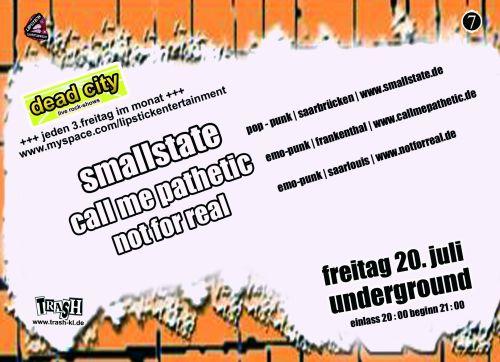 7
dead city
live rock-shows
+++ jeden 3.freitag im monat +++
www.myspace.com/lipstickentertainment
smallstate
call me pathetic
not for real
pop - punk | saarbrücken | www.smallstate.de
emo-punk | frankenthal | www.callmepathetic.de
emo-punk | saarlouis | www.notforreal.de
freitag 20. juli
underground
einlass 20 : 00 beginn 21 : 00
TRASH
www.trash-kl.de